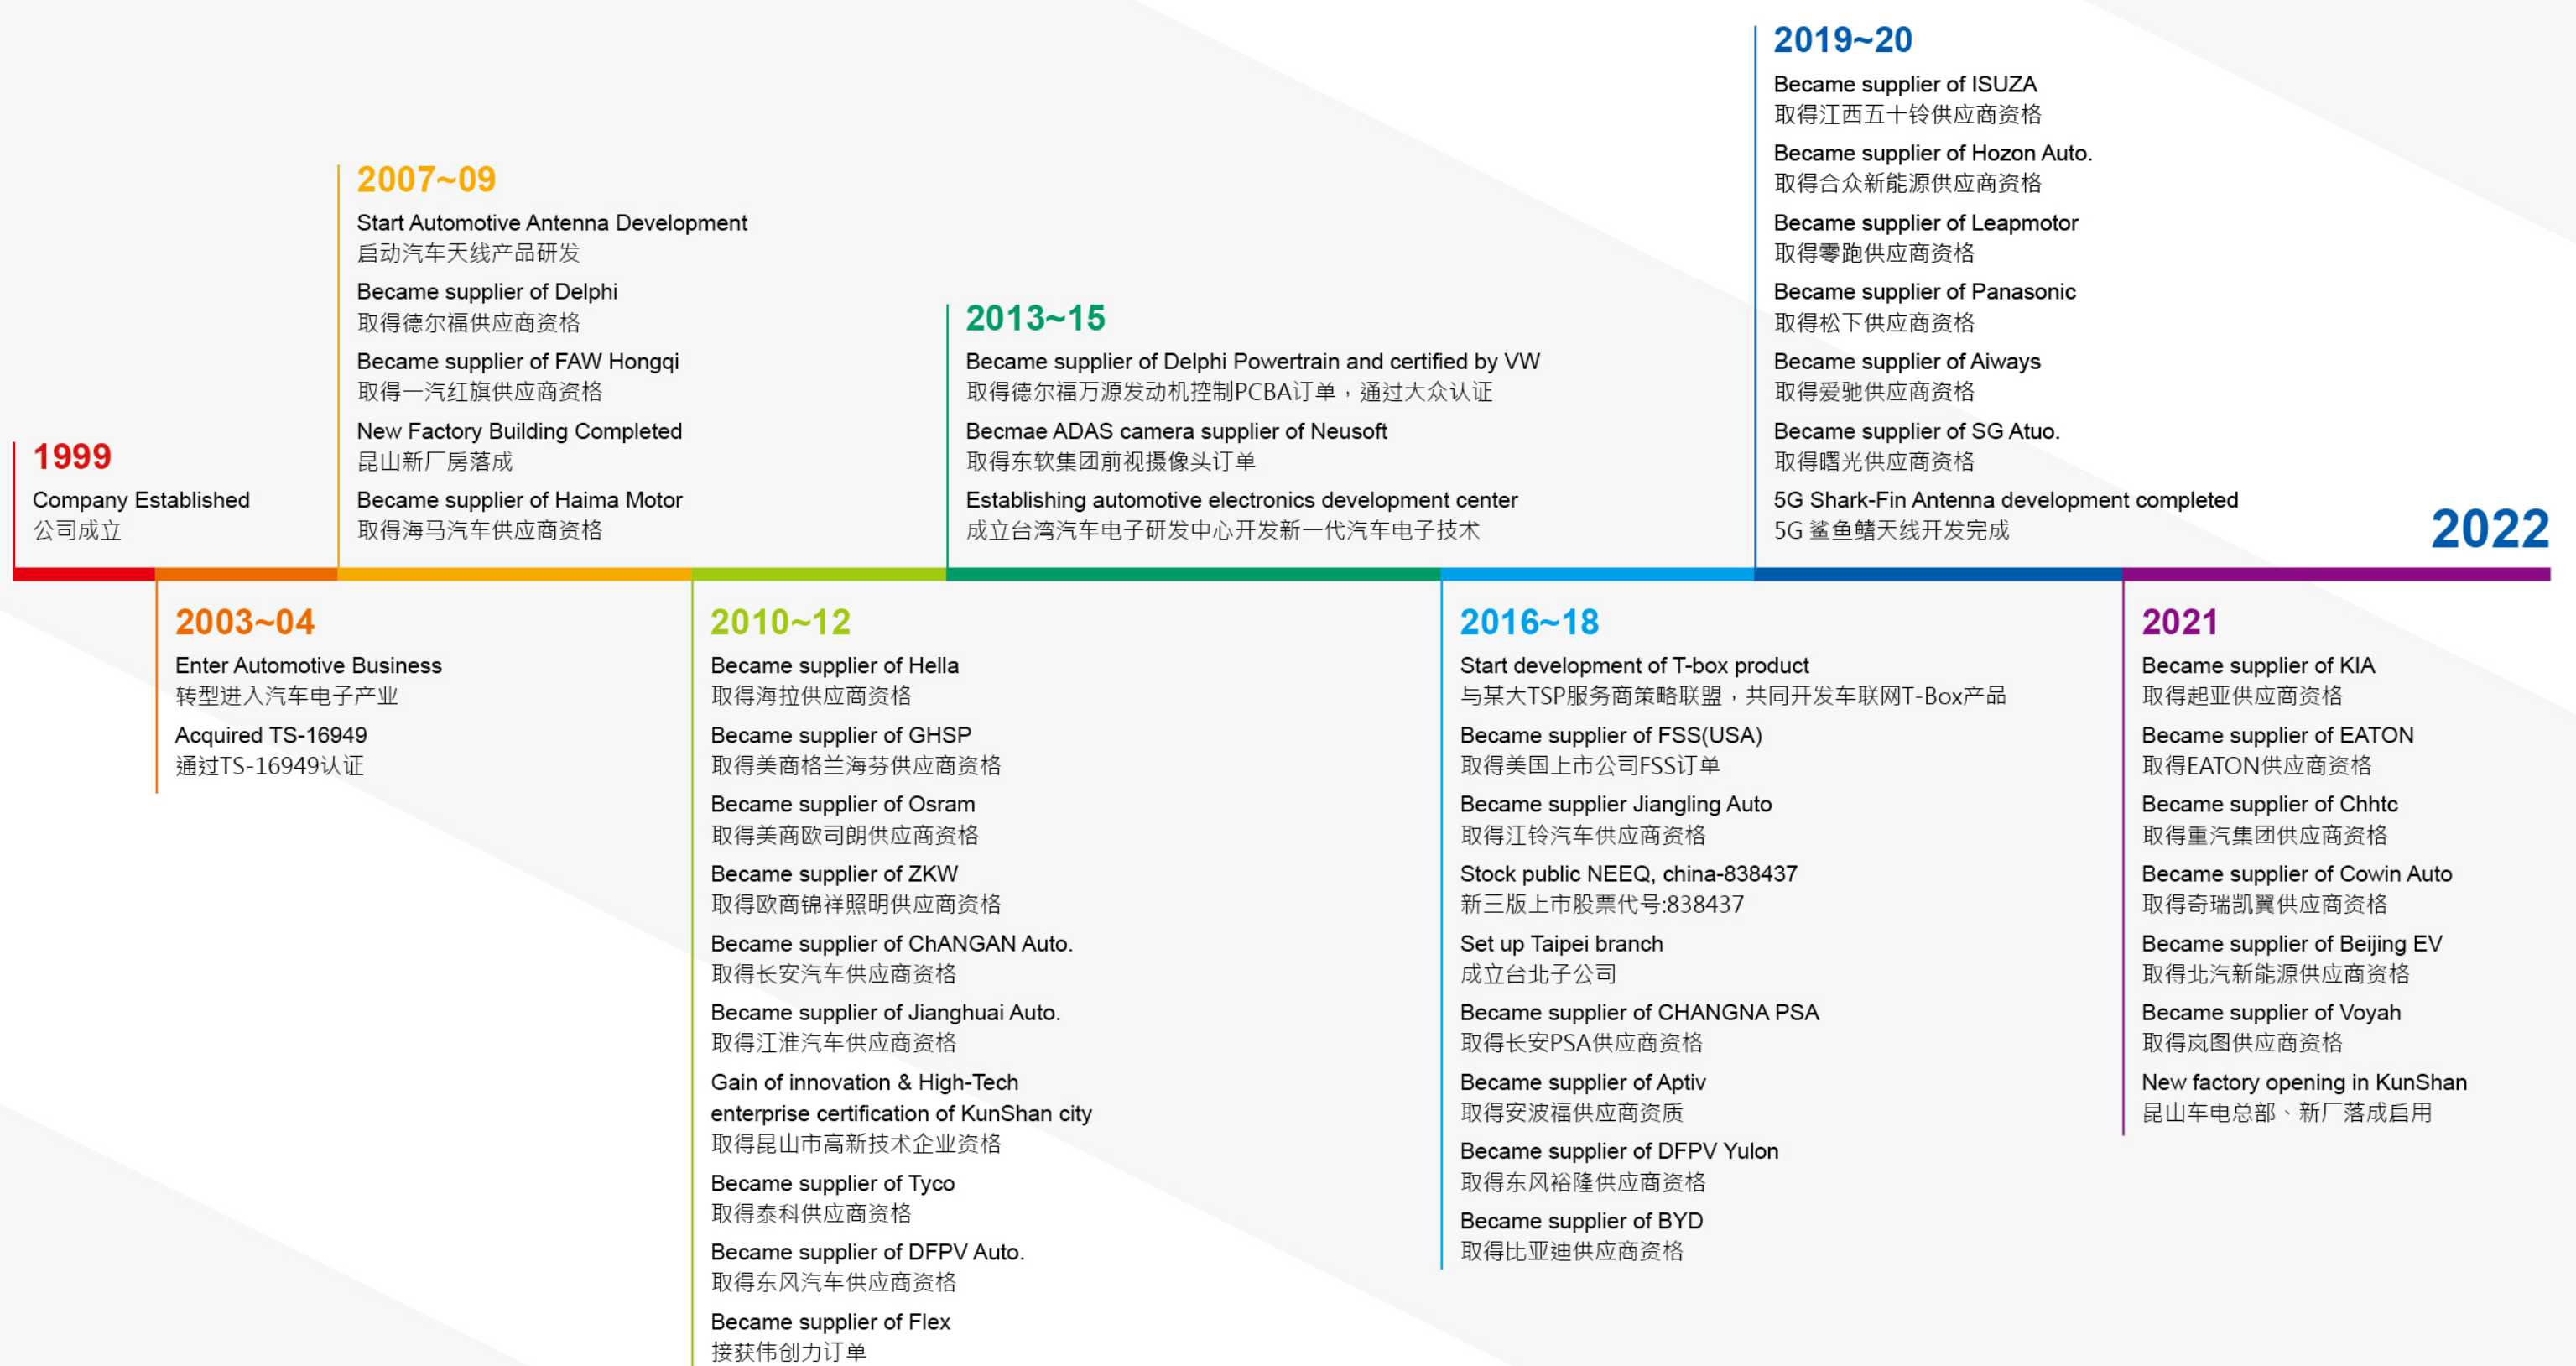 1999
Company Established
公司成立
2003~04
Enter Automotive Business
转型进入汽车电子产业
Acquired TS-16949
通过TS-16949认证
2007~09
Start Automotive Antenna Development
启动汽车天线产品研发
Became supplier of Delphi
取得德尔福供应商资格
Became supplier of FAW Hongqi
取得一汽红旗供应商资格
New Factory Building Completed
昆山新厂房落成
Became supplier of Haima Motor
取得海马汽车供应商资格
2010~12
Became supplier of Hella
取得海拉供应商资格
Became supplier of GHSP
取得美商格兰海芬供应商资格
Became supplier of Osram
取得美商欧司朗供应商资格
Became supplier of ZKW
取得欧商锦祥照明供应商资格
Became supplier of ChANGAN Auto.
取得长安汽车供应商资格
Became supplier of Jianghuai Auto.
取得江淮汽车供应商资格
Gain of innovation & High-Tech
enterprise certification of KunShan city
取得昆山市高新技术企业资格
Became supplier of Tyco
取得泰科供应商资格
Became supplier of DFPV Auto.
取得东风汽车供应商资格
Became supplier of Flex
接获伟创力订单
2013~15
Became supplier of Delphi Powertrain and certified by VW
取得德尔福万源发动机控制PCBA订单，通过大众认证
Becmae ADAS camera supplier of Neusoft
取得东软集团前视摄像头订单
Establishing automotive electronics development center
成立台湾汽车电子研发中心开发新一代汽车电子技术
2016~18
Start development of T-box product
与某大TSP服务商策略联盟，共同开发车联网T-Box产品
Became supplier of FSS(USA)
取得美国上市公司FSS订单
Became supplier Jiangling Auto
取得江铃汽车供应商资格
Stock public NEEQ, china-838437
新三版上市股票代号:838437
Set up Taipei branch
成立台北子公司
Became supplier of CHANGNA PSA
取得长安PSA供应商资格
Became supplier of Aptiv
取得安波福供应商资质
Became supplier of DFPV Yulon
取得东风裕隆供应商资格
Became supplier of BYD
取得比亚迪供应商资格
2019~20
Became supplier of ISUZA
取得江西五十铃供应商资格
Became supplier of Hozon Auto.
取得合众新能源供应商资格
Became supplier of Leapmotor
取得零跑供应商资格
Became supplier of Panasonic
取得松下供应商资格
Became supplier of Aiways
取得爱驰供应商资格
Became supplier of SG Atuo.
取得曙光供应商资格
5G Shark-Fin Antenna development completed
5G 鲨鱼鳍天线开发完成
2021
Became supplier of KIA
取得起亚供应商资格
Became supplier of EATON
取得EATON供应商资格
Became supplier of Chhtc
取得重汽集团供应商资格
Became supplier of Cowin Auto
取得奇瑞凯翼供应商资格
Became supplier of Beijing EV
取得北汽新能源供应商资格
Became supplier of Voyah
取得岚图供应商资格
New factory opening in KunShan
昆山车电总部、新厂落成启用
2022